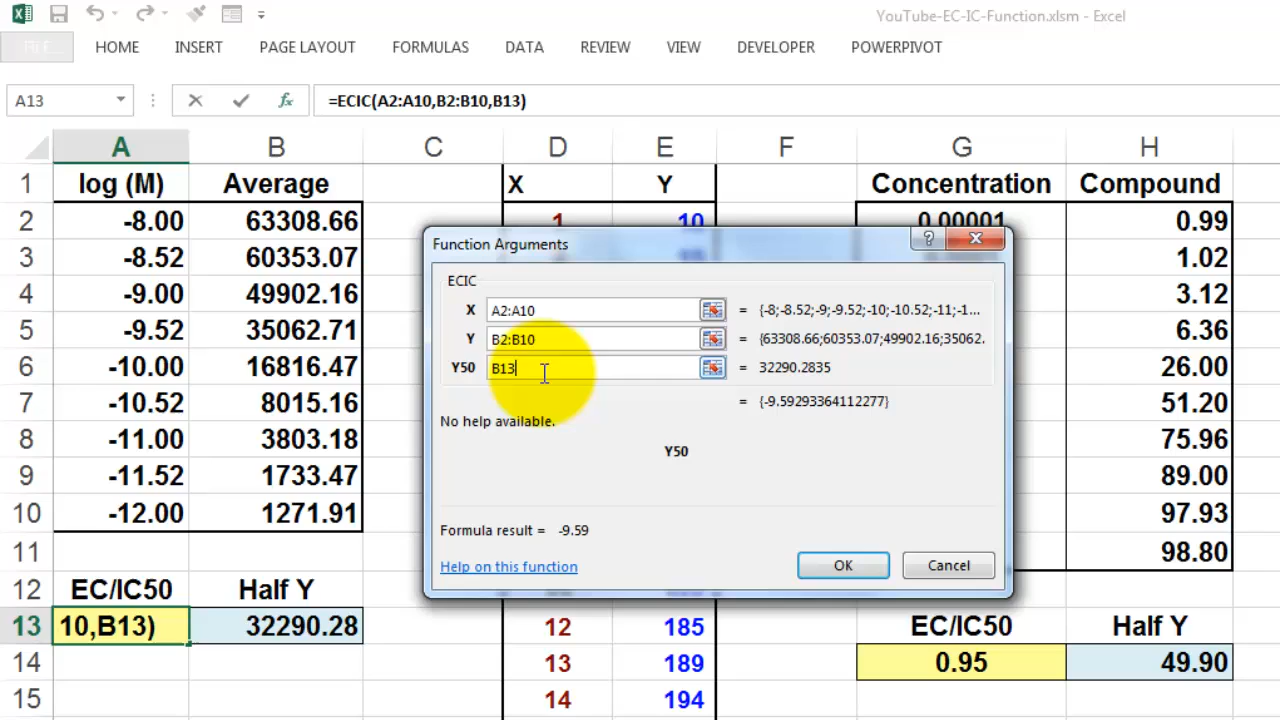 YouTube-EC-IC-Function.xlsm - Excel
HOME INSERT PAGE LAYOUT FORMULAS DATA REVIEW VIEW DEVELOPER POWERPIVOT
A13 fx =ECIC(A2:A10,B2:B10,B13)
A B C D E F G H
1 log (M) Average X Y Concentration Compound
2 -8.00 63308.66 1 10 0.00001 0.99
3 -8.52 60353.07 1.02
4 -9.00 49902.16 3.12
5 -9.52 35062.71 6.36
6 -10.00 16816.47 26.00
7 -10.52 8015.16 51.20
8 -11.00 3803.18 75.96
9 -11.52 1733.47 89.00
10 -12.00 1271.91 97.93
11 98.80
12 EC/IC50 Half Y
13 10,B13) 32290.28 12 185 EC/IC50 Half Y
14 13 189 0.95 49.90
15 14 194
Function Arguments
?
ECIC
X A2:A10 = {-8;-8.52;-9;-9.52;-10;-10.52;-11;-1...
Y B2:B10 = {63308.66;60353.07;49902.16;35062.
Y50 B13 = 32290.2835
= {-9.59293364112277}
No help available.
Y50
Formula result = -9.59
Help on this function OK Cancel